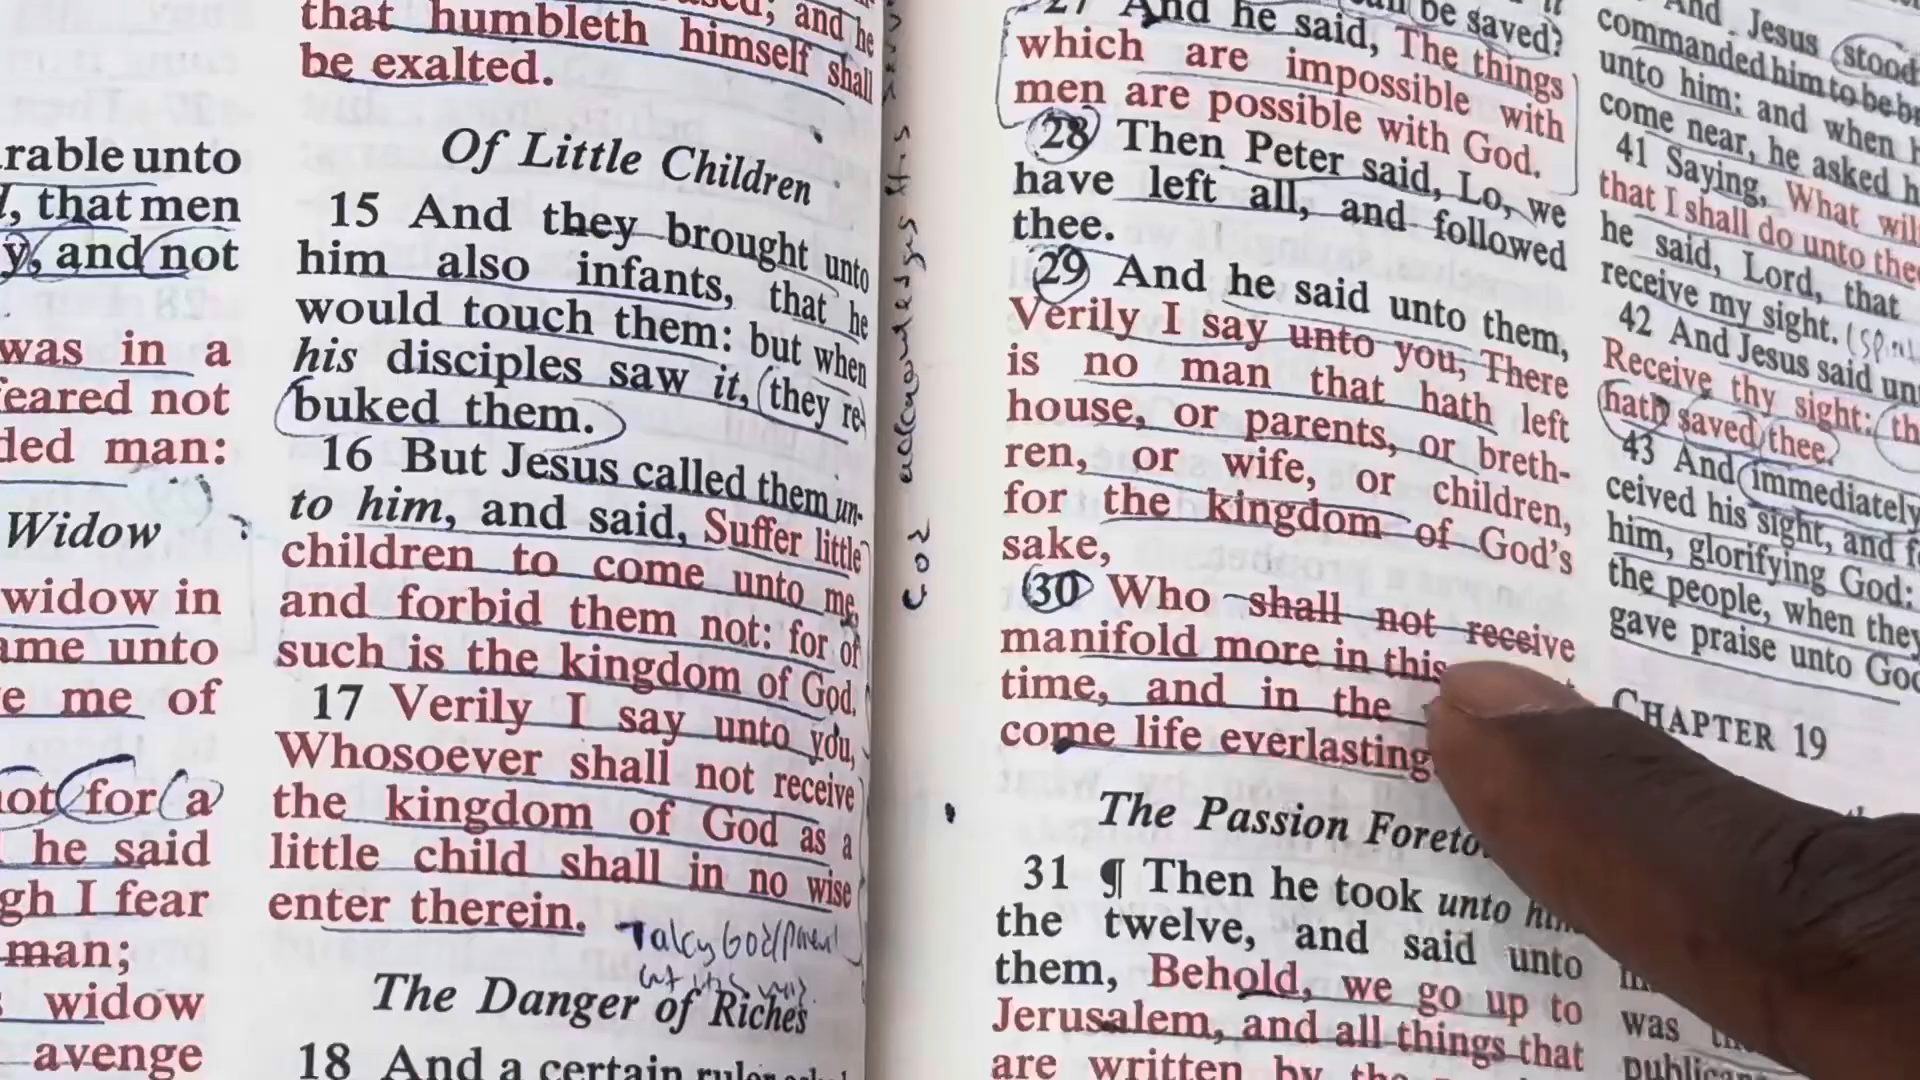 rable unto
, that men
y, and not
was in a
feared not
ded man:
Widow
widow in
ame unto
e me of
not for a
he said
gh I fear
man;
widow
avenge
that humbleth himself shall
be exalted.
Of Little Children
15 And they brought unto
him also infants, that he
would touch them: but when
his disciples saw it, they re-
buked them.
16 But Jesus called them un-
to him, and said, Suffer little
children to come unto me,
and forbid them not: for of
such is the kingdom of God.
17 Verily I say unto you,
Whosoever shall not receive
the kingdom of God as a
little child shall in no wise
enter therein.
The Danger of Riches
18 And a certain ruler
God
27 And he said, The things
which are impossible with
men are possible with God.
28 Then Peter said, Lo, we
have left all, and followed
thee.
29 And he said unto them,
Verily I say unto you, There
is no man that hath left
house, or parents, or breth-
ren, or wife, or children,
for the kingdom of God's
sake,
30 Who shall not receive
manifold more in this
time, and in the
come life everlasting
The Passion Foreto
31 ¶ Then he took unto him
the twelve, and said unto
them, Behold, we go up to
Jerusalem, and all things that
are written by the
And Jesus stood
commanded him to be br
unto him: and when h
come near, he asked h
41 Saying, What wil
that I shall do unto thee
he said, Lord, that
receive my sight.
42 And Jesus said un
Receive thy sight: th
hath saved thee.
43 And immediately
ceived his sight, and f
him, glorifying God:
the people, when they
gave praise unto God
CHAPTER 19
was
publican